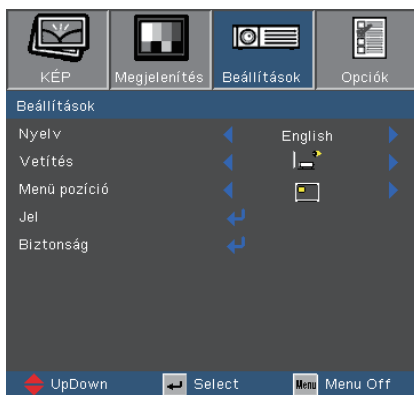 KÉP
Megjelenítés
Beállítások
Opciók
Beállítások
Nyelv English
Vetítés
Menü pozíció
Jel
Biztonság
UpDown Select Menu Menu Off